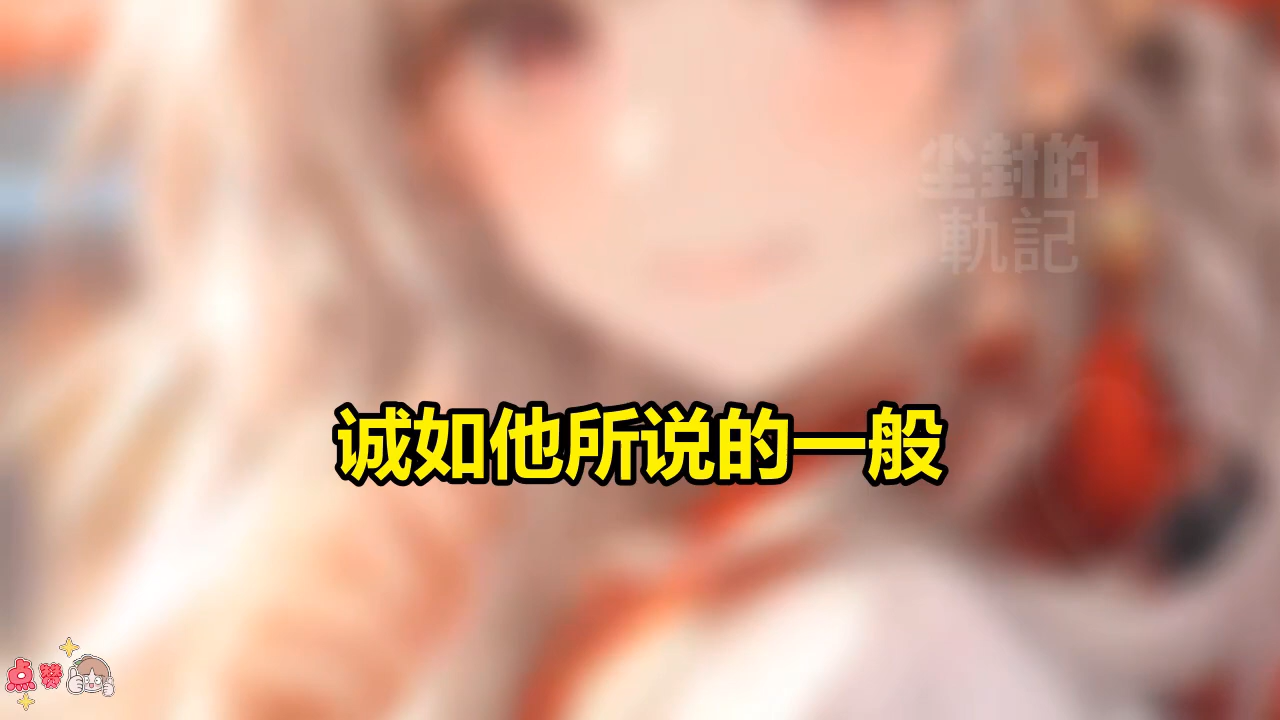 尘封的
軌記
诚如他所说的一般
点赞